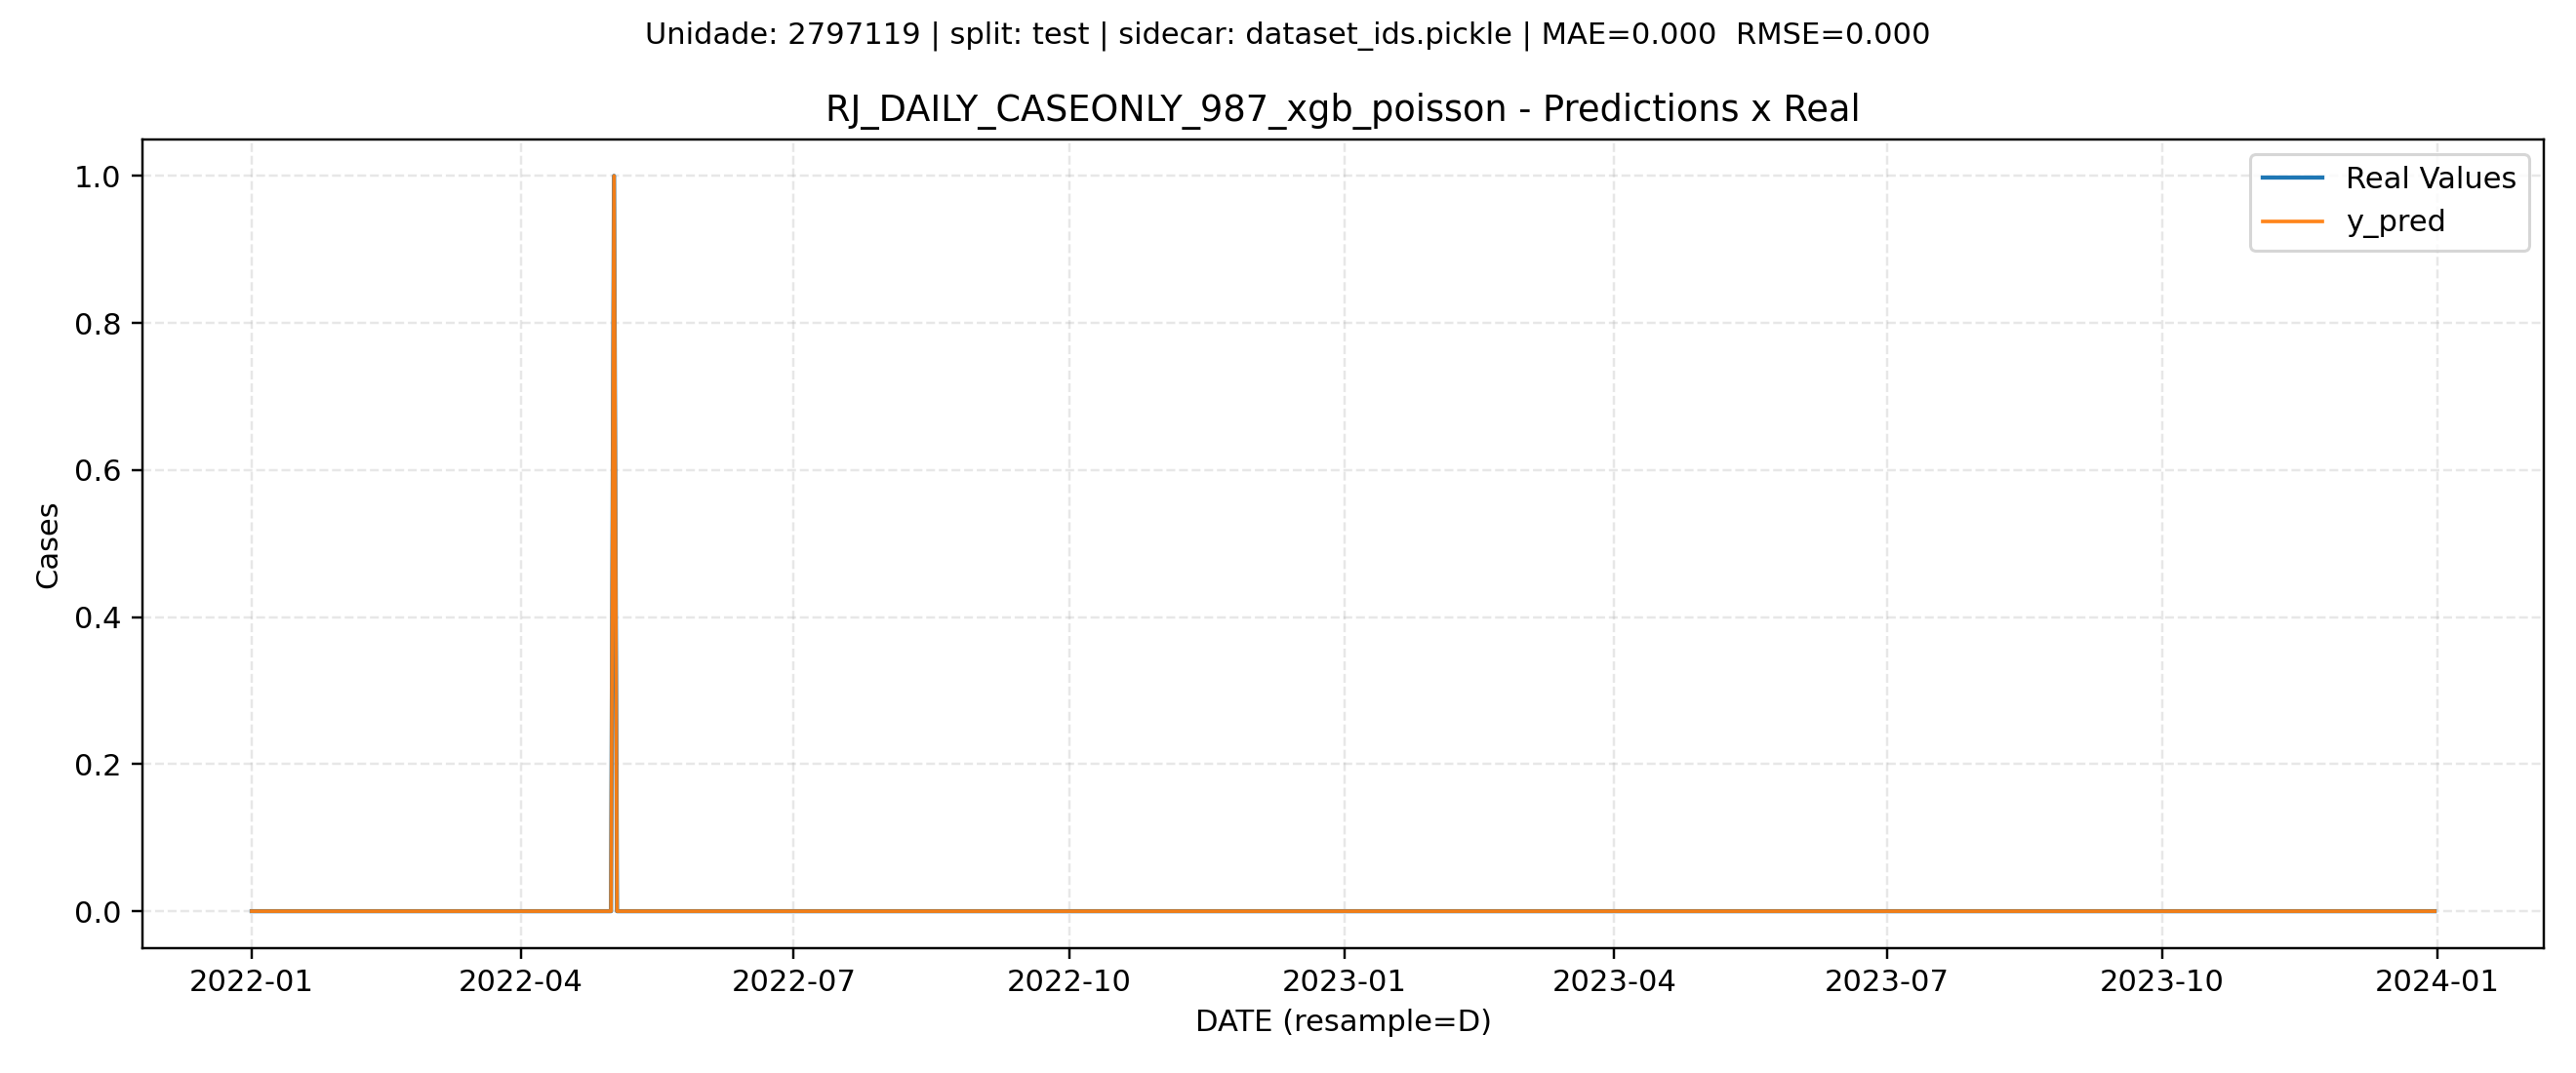 Unidade: 2797119 | split: test | sidecar: dataset_ids.pickle | MAE=0.000  RMSE=0.000
RJ_DAILY_CASEONLY_987_xgb_poisson - Predictions x Real
Real Values
y_pred
1.0
0.8
0.6
0.4
0.2
0.0
Cases
2022-01 2022-04 2022-07 2022-10 2023-01 2023-04 2023-07 2023-10 2024-01
DATE (resample=D)